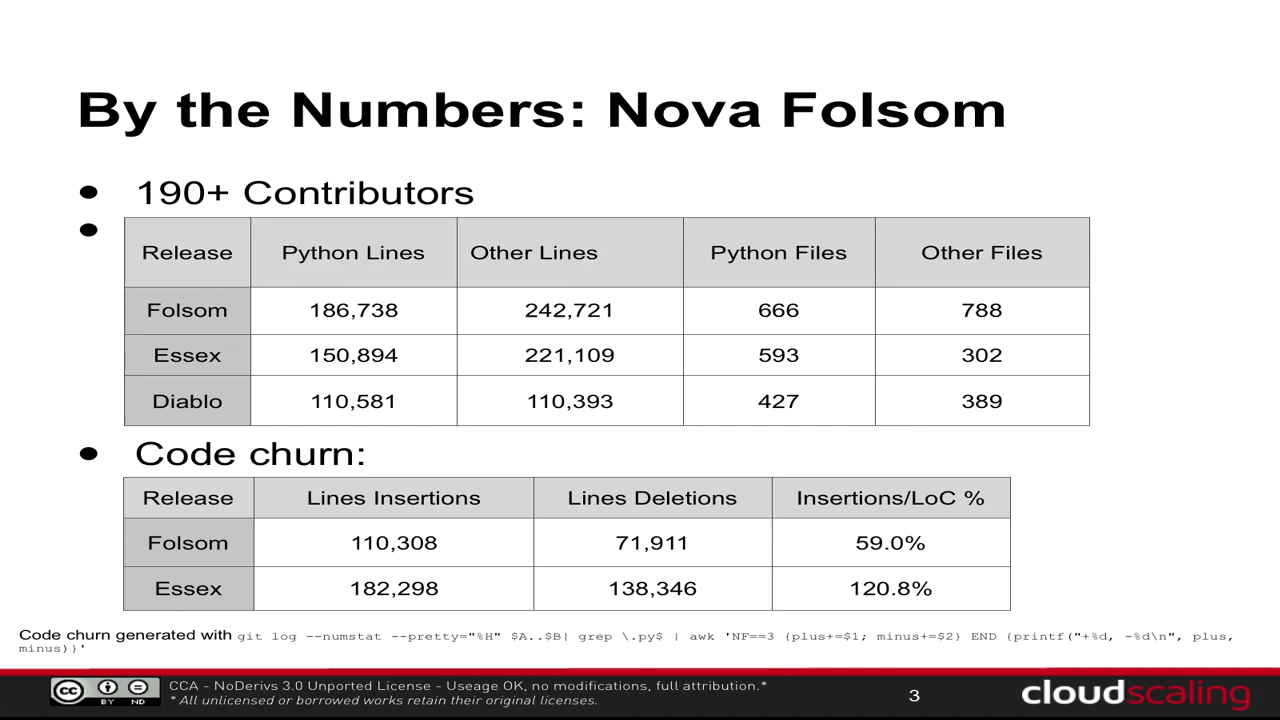 By the Numbers: Nova Folsom
● 190+ Contributors
●
Release Python Lines Other Lines Python Files Other Files
Folsom 186,738 242,721 666 788
Essex 150,894 221,109 593 302
Diablo 110,581 110,393 427 389
● Code churn:
Release Lines Insertions Lines Deletions Insertions/LoC %
Folsom 110,308 71,911 59.0%
Essex 182,298 138,346 120.8%
Code churn generated with git log --numstat --pretty="%H" $A..$B| grep \.py$ | awk 'NF==3 {plus+=$1; minus+=$2} END {printf("+%d, -%d\n", plus,
minus)}'
cc BY ND
CCA - NoDerivs 3.0 Unported License - Useage OK, no modifications, full attribution.*
* All unlicensed or borrowed works retain their original licenses.
3
cloudscaling